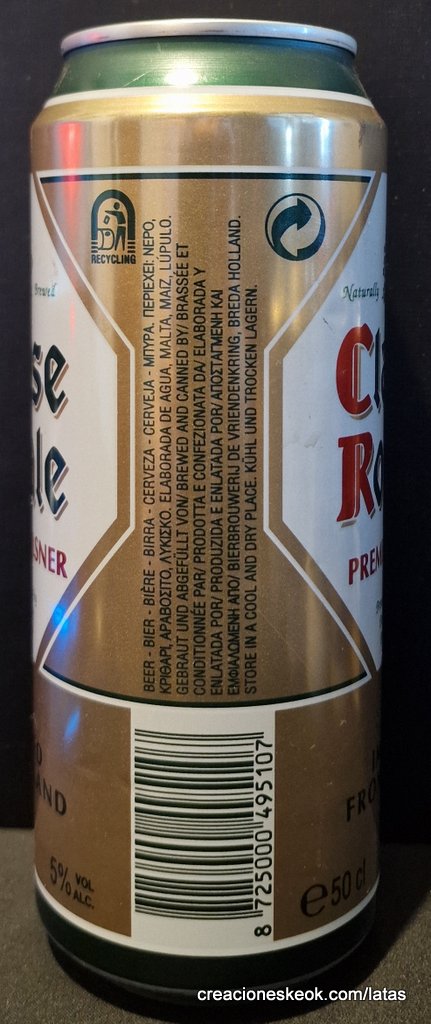 RECYCLING
BEER - BIER - BIÈRE - BIRRA - CERVEZA - CERVEJA - ΜΠΥΡΑ. ΠΕΡΙΕΧΕΙ: ΝΕΡΟ,
ΚΡΙΘΑΡΙ, ΑΡΑΒΟΣΙΤΟ, ΛΥΚΙΣΚΟ. ELABORADA DE AGUA, MALTA, MAIZ, LÚPULO.
GEBRAUT UND ABGEFÜLLT VON/ BREWED AND CANNED BY/ BRASSÉE ET
CONDITIONNÉE PAR/ PRODOTTA E CONFEZIONATA DA/ ELABORADA Y
ENLATADA POR/ PRODUZIDA E ENLATADA POR/ ΑΠΟΣΤΑΓΜΕΝΗ ΚΑΙ
ΕΜΦΙΑΛΩΜΕΝΗ ΑΠΟ/ BIERBROUWERIJ DE VRIENDENKRING, BREDA HOLLAND.
STORE IN A COOL AND DRY PLACE. KÜHL UND TROCKEN LAGERN.
Brewed
se
le
SNER
D
AND
5% VOL
ALC.
8 725000 495107
Naturally
Cl
Ro
PREM
FRO
e 50 cl
creacioneskeok.com/latas